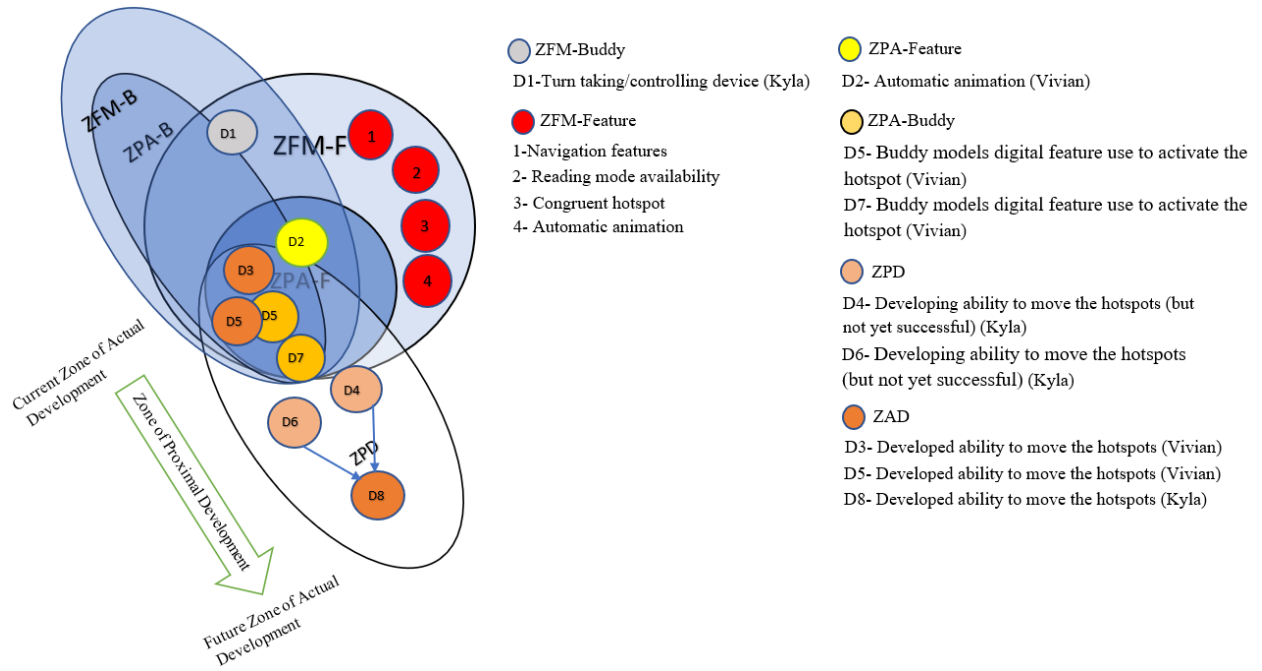 ZFM-B
ZPA-B
D1
ZFM-F
1
2
3
4
D2
D3
ZPA-F
D5
D5
D7
D4
D6
ZPD
D8
Current Zone of Actual
Development
Zone of Proximal Development
Future Zone of Actual
Development
ZFM-Buddy
D1-Turn taking/controlling device (Kyla)
ZFM-Feature
1-Navigation features
2- Reading mode availability
3- Congruent hotspot
4- Automatic animation
ZPA-Feature
D2- Automatic animation (Vivian)
ZPA-Buddy
D5- Buddy models digital feature use to activate the
hotspot (Vivian)
D7- Buddy models digital feature use to activate the
hotspot (Vivian)
ZPD
D4- Developing ability to move the hotspots (but
not yet successful) (Kyla)
D6- Developing ability to move the hotspots
(but not yet successful) (Kyla)
ZAD
D3- Developed ability to move the hotspots (Vivian)
D5- Developed ability to move the hotspots (Vivian)
D8- Developed ability to move the hotspots (Kyla)